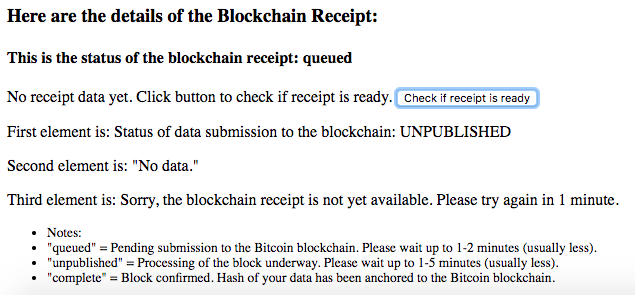 Here are the details of the Blockchain Receipt:
This is the status of the blockchain receipt: queued
No receipt data yet. Click button to check if receipt is ready. Check if receipt is ready
First element is: Status of data submission to the blockchain: UNPUBLISHED
Second element is: "No data."
Third element is: Sorry, the blockchain receipt is not yet available. Please try again in 1 minute.
• Notes:
• "queued" = Pending submission to the Bitcoin blockchain. Please wait up to 1-2 minutes (usually less).
• "unpublished" = Processing of the block underway. Please wait up to 1-5 minutes (usually less).
• "complete" = Block confirmed. Hash of your data has been anchored to the Bitcoin blockchain.